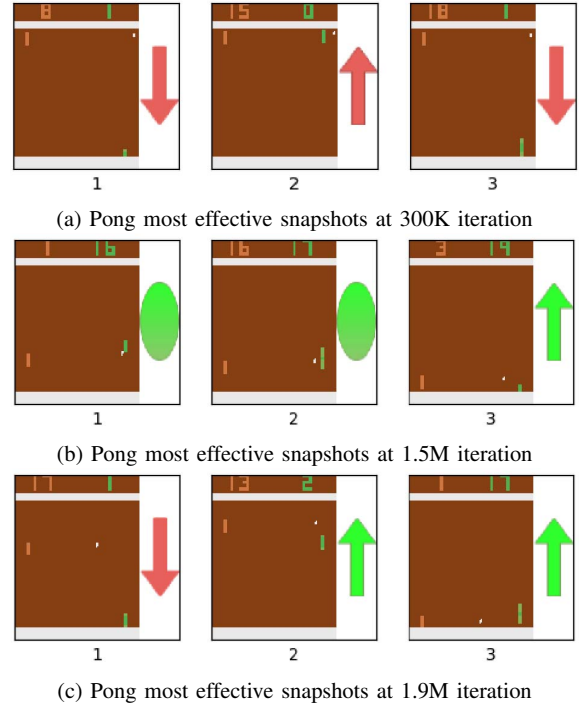 8 1 15 0 18 1
1 2 3
(a) Pong most effective snapshots at 300K iteration
1 16 16 17 3 19
1 2 3
(b) Pong most effective snapshots at 1.5M iteration
17 1 13 2 1 17
1 2 3
(c) Pong most effective snapshots at 1.9M iteration